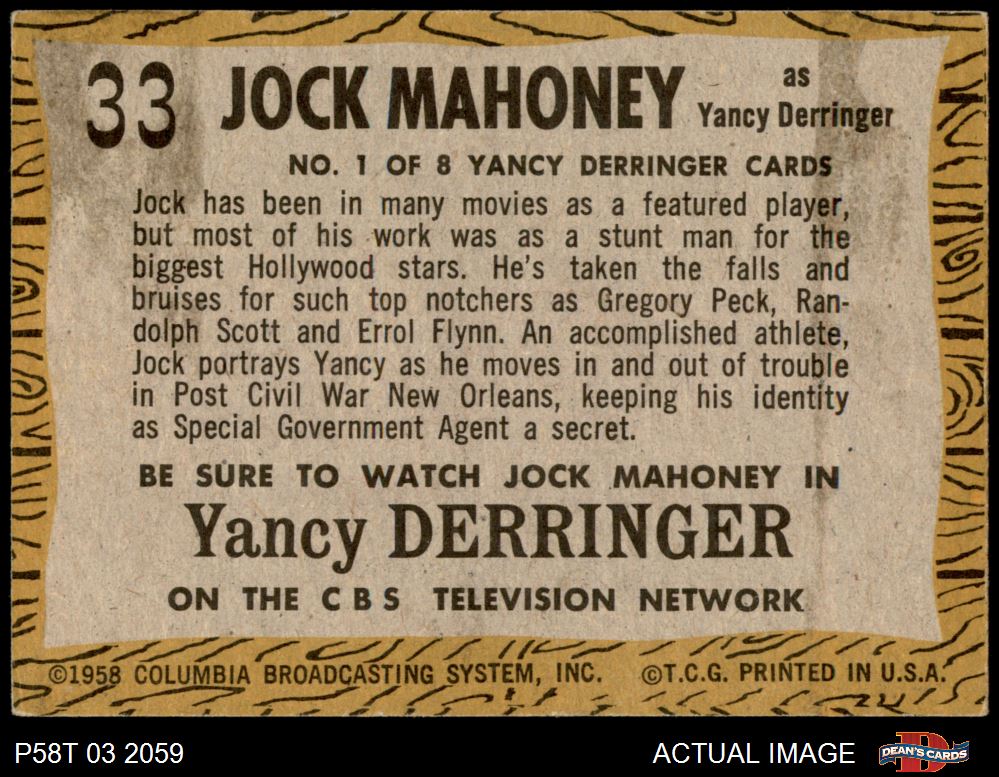 33 JOCK MAHONEY as Yancy Derringer
NO. 1 OF 8 YANCY DERRINGER CARDS
Jock has been in many movies as a featured player,
but most of his work was as a stunt man for the
biggest Hollywood stars. He's taken the falls and
bruises for such top notchers as Gregory Peck, Ran-
dolph Scott and Errol Flynn. An accomplished athlete,
Jock portrays Yancy as he moves in and out of trouble
in Post Civil War New Orleans, keeping his identity
as Special Government Agent a secret.
BE SURE TO WATCH JOCK MAHONEY IN
Yancy DERRINGER
ON THE CBS TELEVISION NETWORK
©1958 COLUMBIA BROADCASTING SYSTEM, INC. ©T.C.G. PRINTED IN U.S.A.
P58T 03 2059 ACTUAL IMAGE DEAN'S CARDS